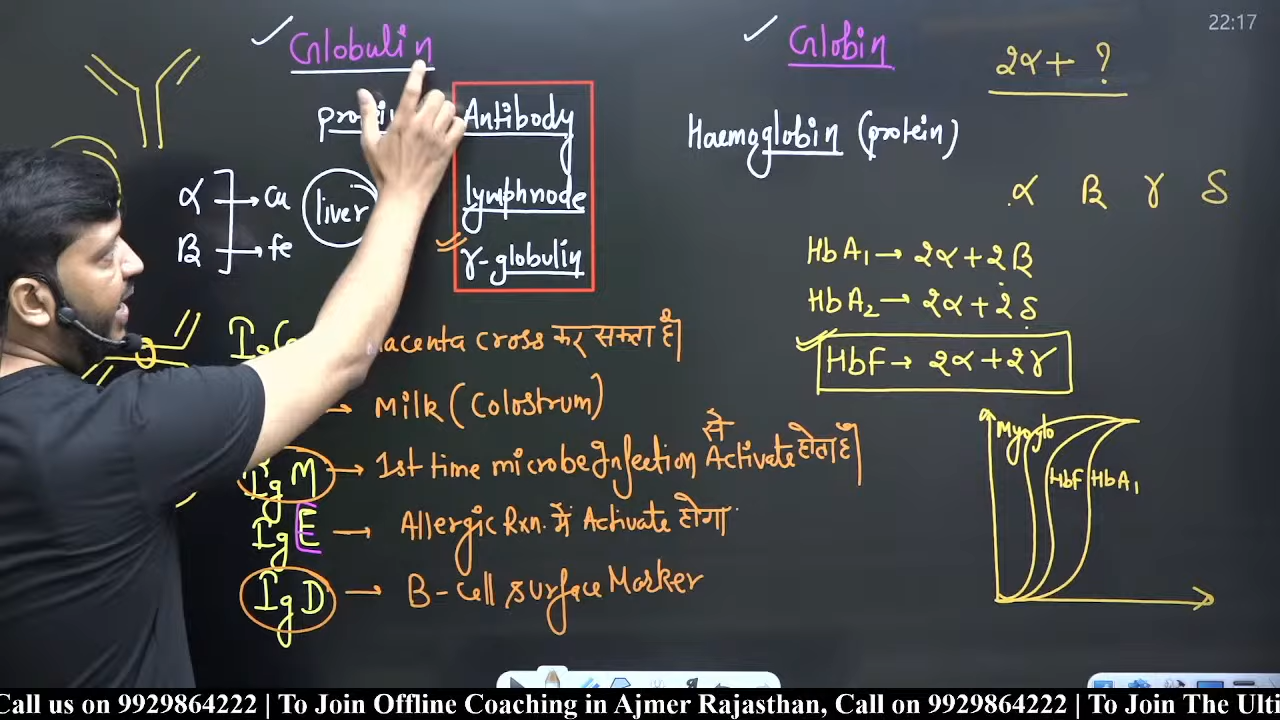 22:17
Globulin
Globin
2α + ?
Antibody
Haemoglobin (protein)
lymphnode
γ-globulin
α → Cu
β → fe
liver
α β γ δ
HbA₁ → 2α + 2β
HbA₂ → 2α + 2δ
HbF → 2α + 2γ
cross कर सकता है|
→ Milk (Colostrum)
IgM → 1st time microbe Infection से Activate होता है|
IgE → Allergic Rxn. में Activate होगा
IgD → B-cell surface Marker
Myoglo
HbF
HbA₁
Call us on 9929864222 | To Join Offline Coaching in Ajmer Rajasthan, Call on 9929864222 | To Join The Ulti